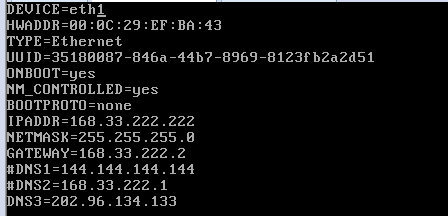 DEVICE=eth1
HWADDR=00:0C:29:EF:BA:43
TYPE=Ethernet
UUID=35180087-846a-44b7-8969-8123fb2a2d51
ONBOOT=yes
NM_CONTROLLED=yes
BOOTPROTO=none
IPADDR=168.33.222.222
NETMASK=255.255.255.0
GATEWAY=168.33.222.2
#DNS1=144.144.144.144
#DNS2=168.33.222.1
DNS3=202.96.134.133